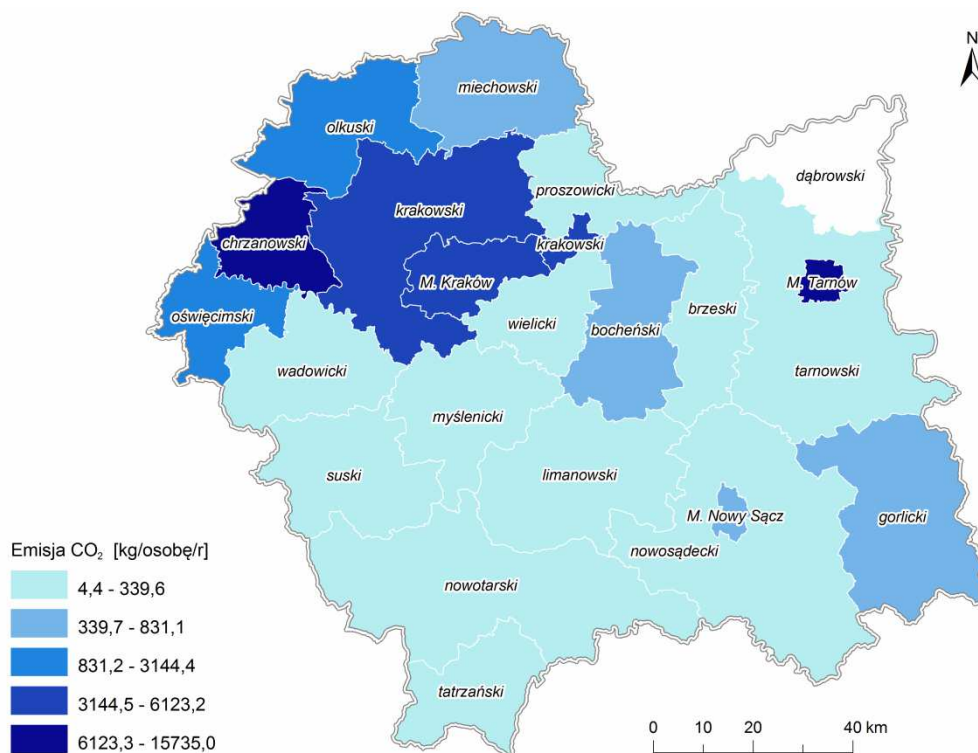 N
miechowski
olkuski
dąbrowski
proszowicki
krakowski
chrzanowski
krakowski
M. Kraków
M. Tarnów
oświęcimski
wielicki
bocheński
brzeski
wadowicki
tarnowski
myślenicki
suski
limanowski
M. Nowy Sącz
gorlicki
nowosądecki
nowotarski
tatrzański
Emisja CO₂ [kg/osobę/r]
4,4 - 339,6
339,7 - 831,1
831,2 - 3144,4
3144,5 - 6123,2
6123,3 - 15735,0
0 10 20 40 km